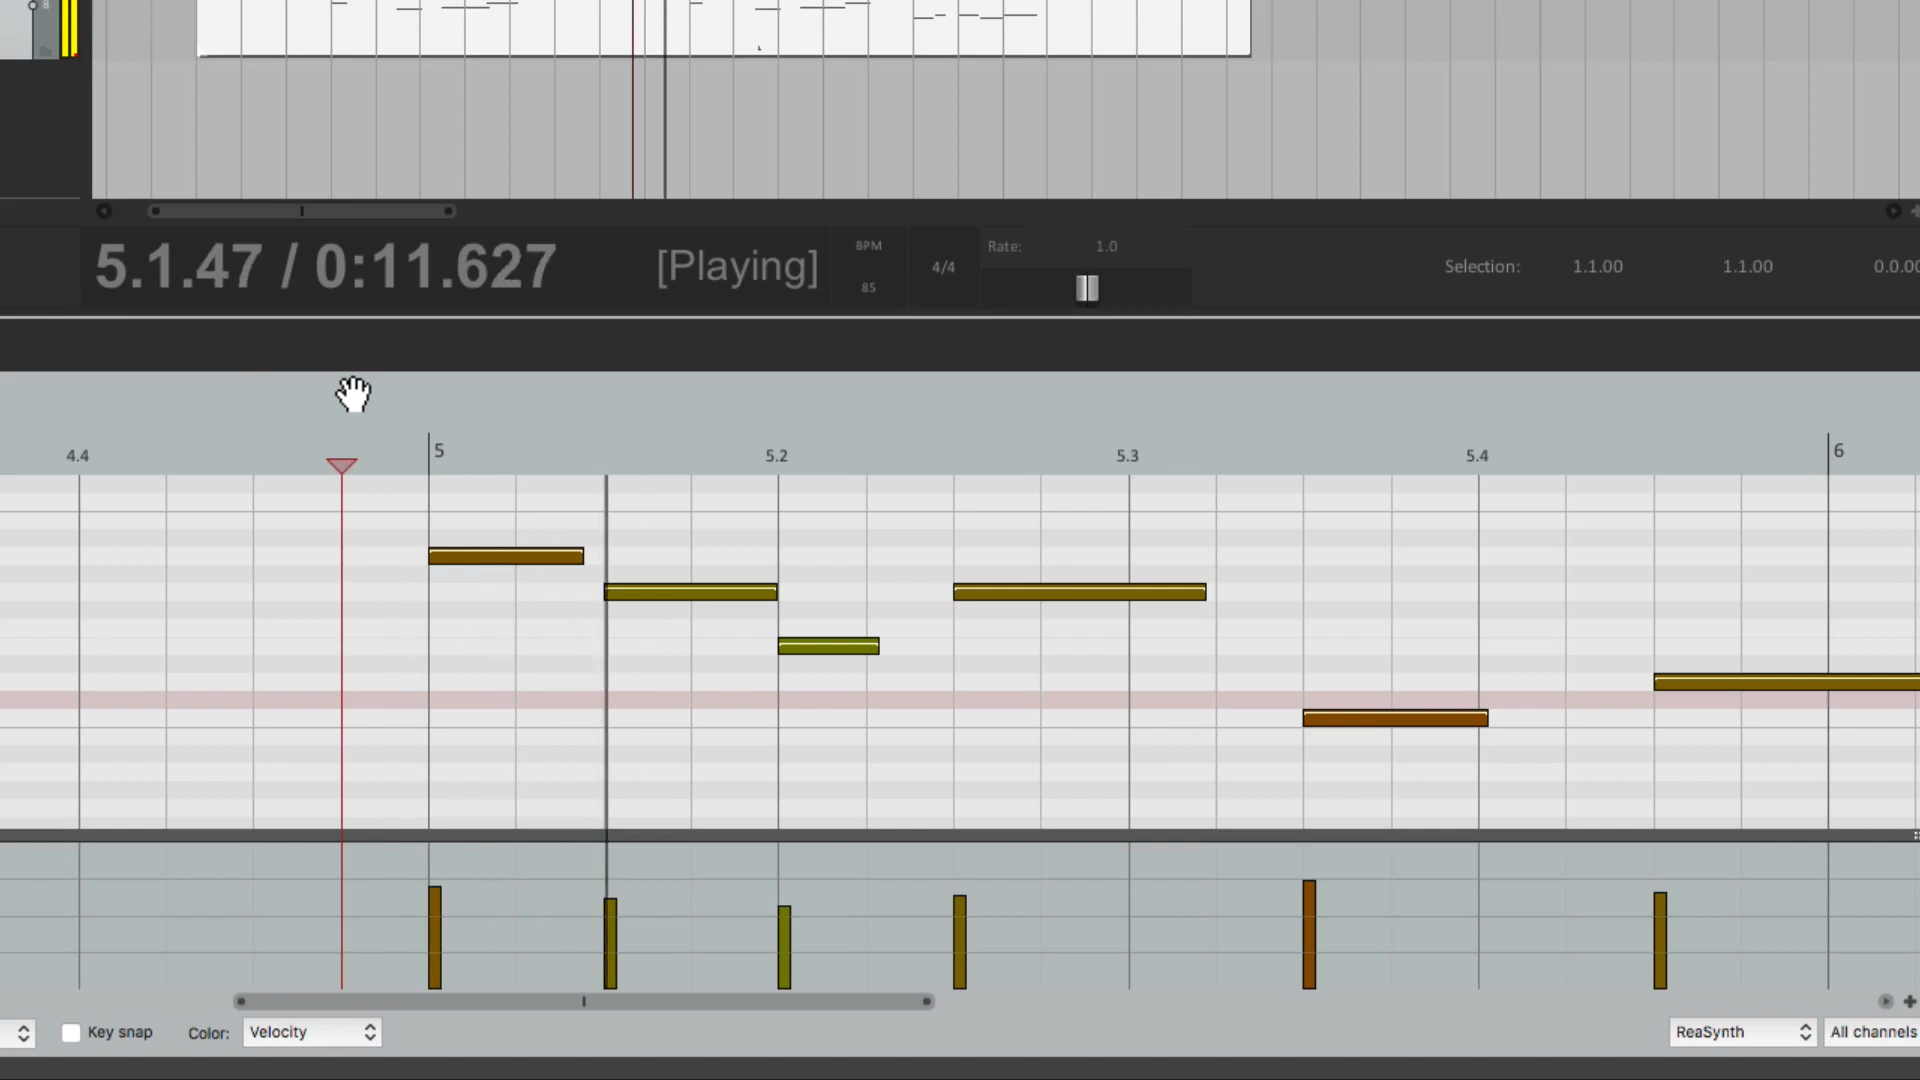 8
5.1.47 / 0:11.627
[Playing]
BPM
85
4/4
Rate:
1.0
Selection:
1.1.00
1.1.00
0.0.00
4.4
5
5.2
5.3
5.4
6
Key snap
Color:
Velocity
ReaSynth
All channels